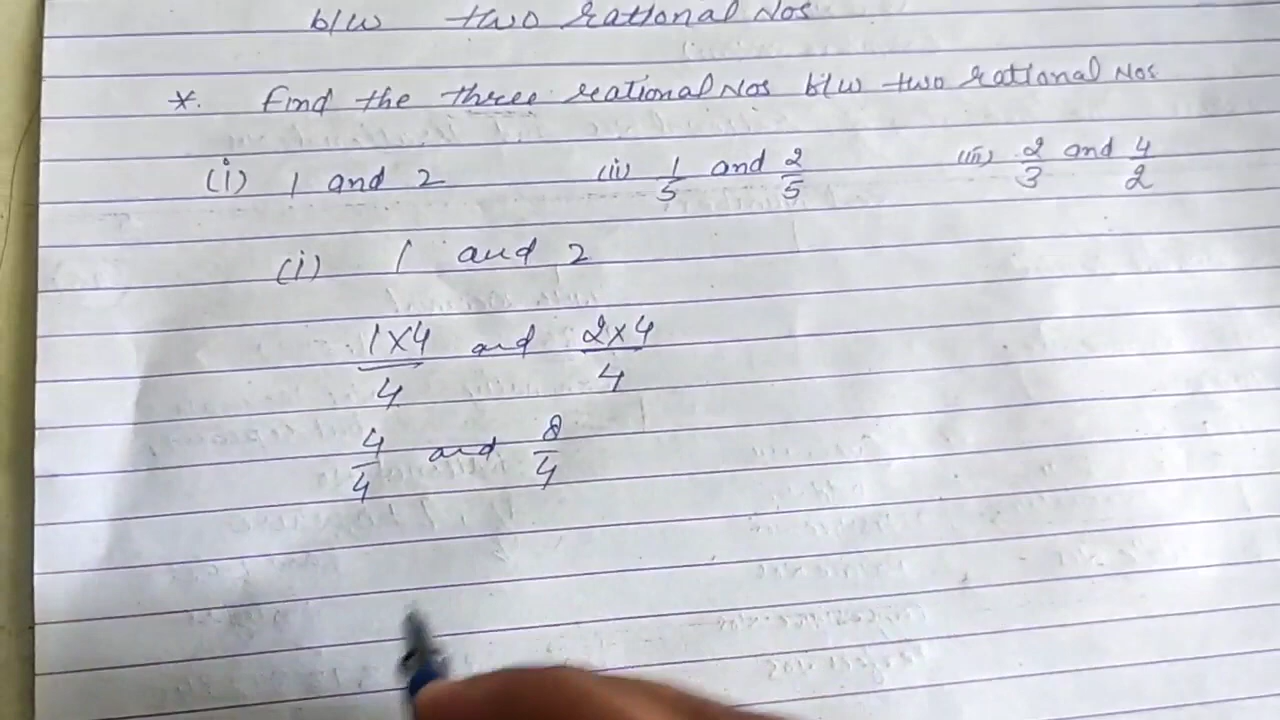 b/w two rational Nos
*. Find the three rational Nos b/w two rational Nos
(i) 1 and 2 (ii) 1/5 and 2/5 (iii) 2/3 and 4/2
(i) 1 and 2
1×4/4 and 2×4/4
4/4 and 8/4